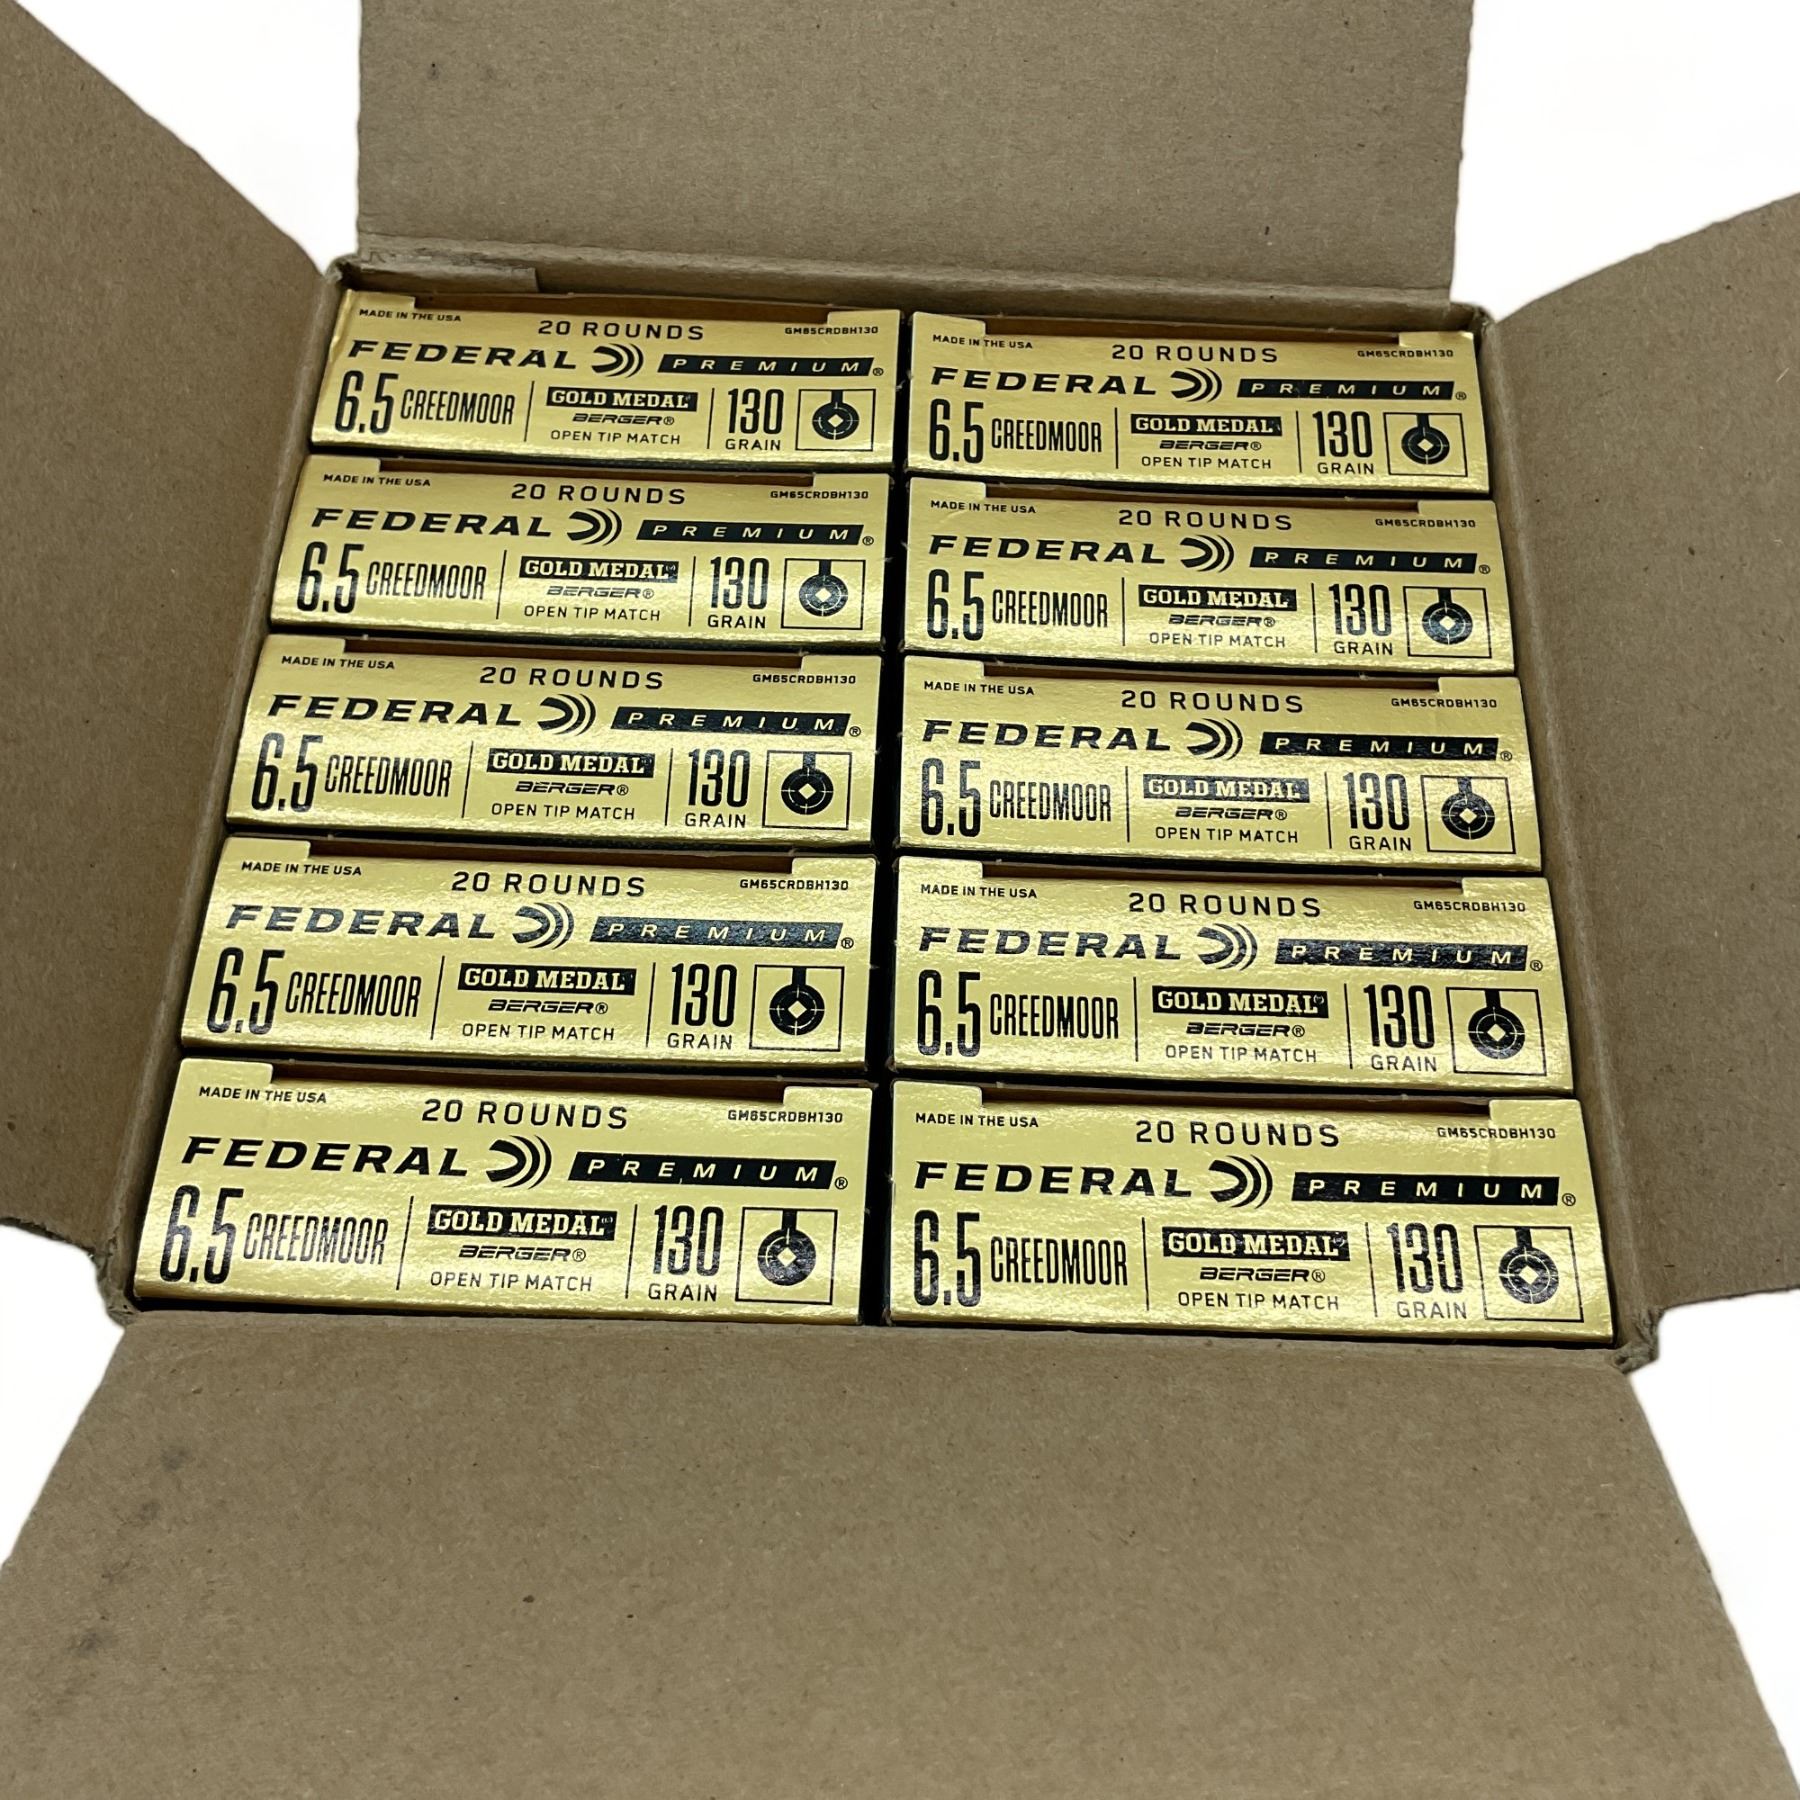 MADE IN THE USA 20 ROUNDS GM65CRDBH130
FEDERAL PREMIUM®
6.5 CREEDMOOR GOLD MEDAL® 130
BERGER®
OPEN TIP MATCH GRAIN
MADE IN THE USA 20 ROUNDS GM65CRDBH130
FEDERAL PREMIUM®
6.5 CREEDMOOR GOLD MEDAL 130
BERGER®
OPEN TIP MATCH GRAIN
MADE IN THE USA 20 ROUNDS GM65CRDBH130
FEDERAL PREMIUM®
6.5 CREEDMOOR GOLD MEDAL® 130
BERGER®
OPEN TIP MATCH GRAIN
MADE IN THE USA 20 ROUNDS GM65CRDBH130
FEDERAL PREMIUM®
6.5 CREEDMOOR GOLD MEDAL 130
BERGER®
OPEN TIP MATCH GRAIN
MADE IN THE USA 20 ROUNDS GM65CRDBH130
FEDERAL PREMIUM®
6.5 CREEDMOOR GOLD MEDAL 130
BERGER®
OPEN TIP MATCH GRAIN
MADE IN THE USA 20 ROUNDS GM65CRDBH130
FEDERAL PREMIUM®
6.5 CREEDMOOR GOLD MEDAL 130
BERGER®
OPEN TIP MATCH GRAIN
MADE IN THE USA 20 ROUNDS GM65CRDBH130
FEDERAL PREMIUM®
6.5 CREEDMOOR GOLD MEDAL® 130
BERGER®
OPEN TIP MATCH GRAIN
MADE IN THE USA 20 ROUNDS GM65CRDBH130
FEDERAL PREMIUM®
6.5 CREEDMOOR GOLD MEDAL® 130
BERGER®
OPEN TIP MATCH GRAIN
MADE IN THE USA 20 ROUNDS GM65CRDBH130
FEDERAL PREMIUM®
6.5 CREEDMOOR GOLD MEDAL® 130
BERGER®
OPEN TIP MATCH GRAIN
MADE IN THE USA 20 ROUNDS GM65CRDBH130
FEDERAL PREMIUM®
6.5 CREEDMOOR GOLD MEDAL® 130
BERGER®
OPEN TIP MATCH GRAIN